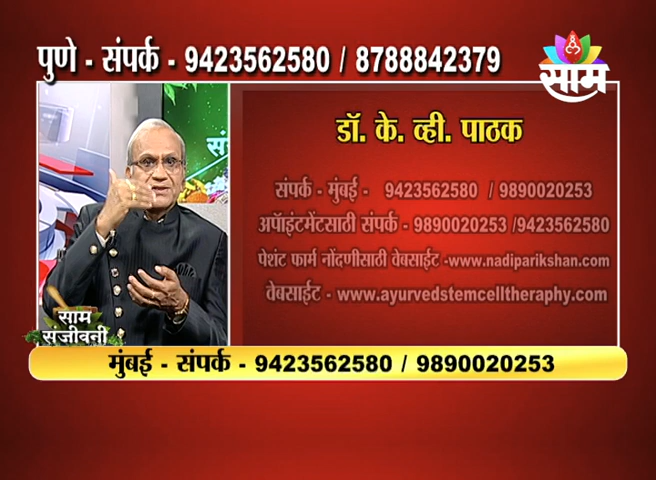 पुणे - संपर्क - 9423562580 / 8788842379
साम
डॉ. के. व्ही. पाठक
संपर्क - मुंबई - 9423562580 / 9890020253
अपॉइंटमेंटसाठी संपर्क - 9890020253 /9423562580
पेशंट फार्म नोंदणीसाठी वेबसाईट -www.nadiparikshan.com
वेबसाईट - www.ayurvedstemcelltheraphy.com
साम
संजीवनी
मुंबई - संपर्क - 9423562580 / 9890020253